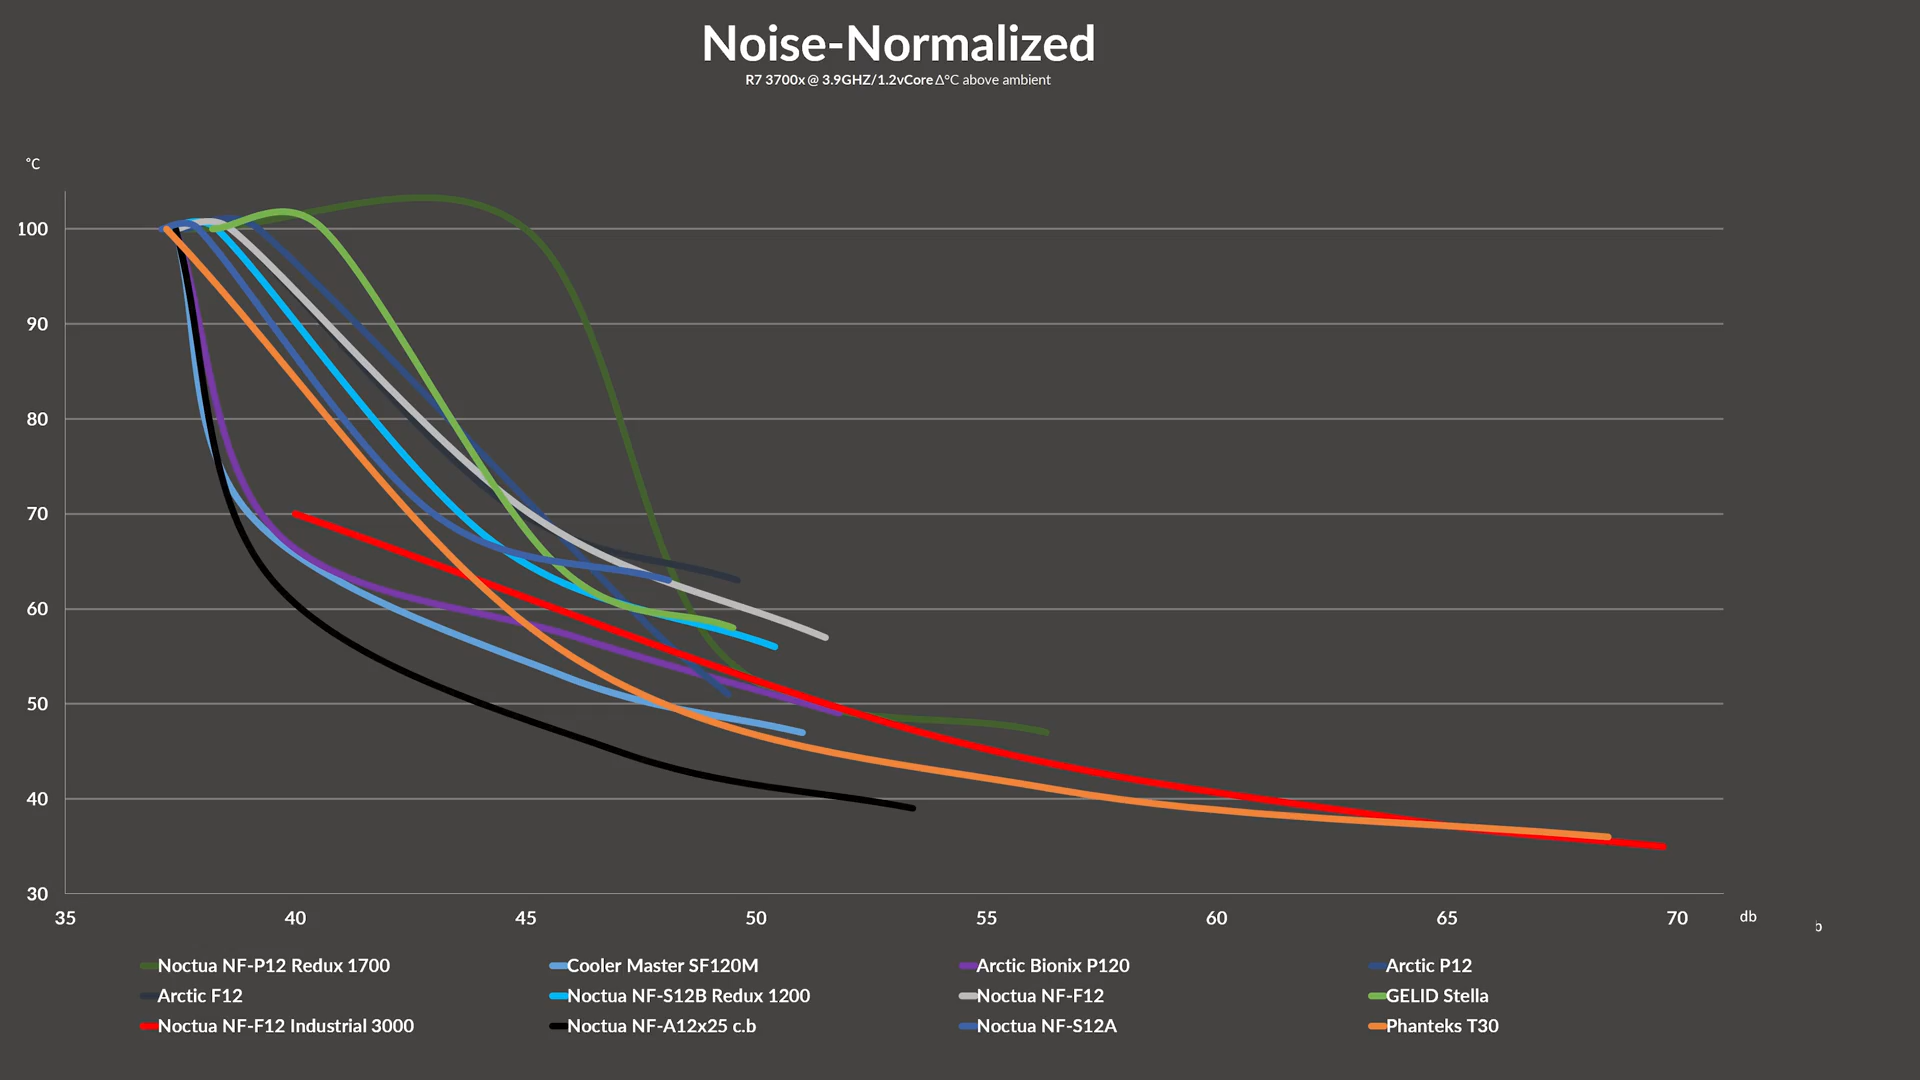 Noise-Normalized
R7 3700x @ 3.9GHZ/1.2vCore Δ°C above ambient
°C
100
90
80
70
60
50
40
30
35 40 45 50 55 60 65 70 db
b
Noctua NF-P12 Redux 1700 Cooler Master SF120M Arctic Bionix P120 Arctic P12
Arctic F12 Noctua NF-S12B Redux 1200 Noctua NF-F12 GELID Stella
Noctua NF-F12 Industrial 3000 Noctua NF-A12x25 c.b Noctua NF-S12A Phanteks T30